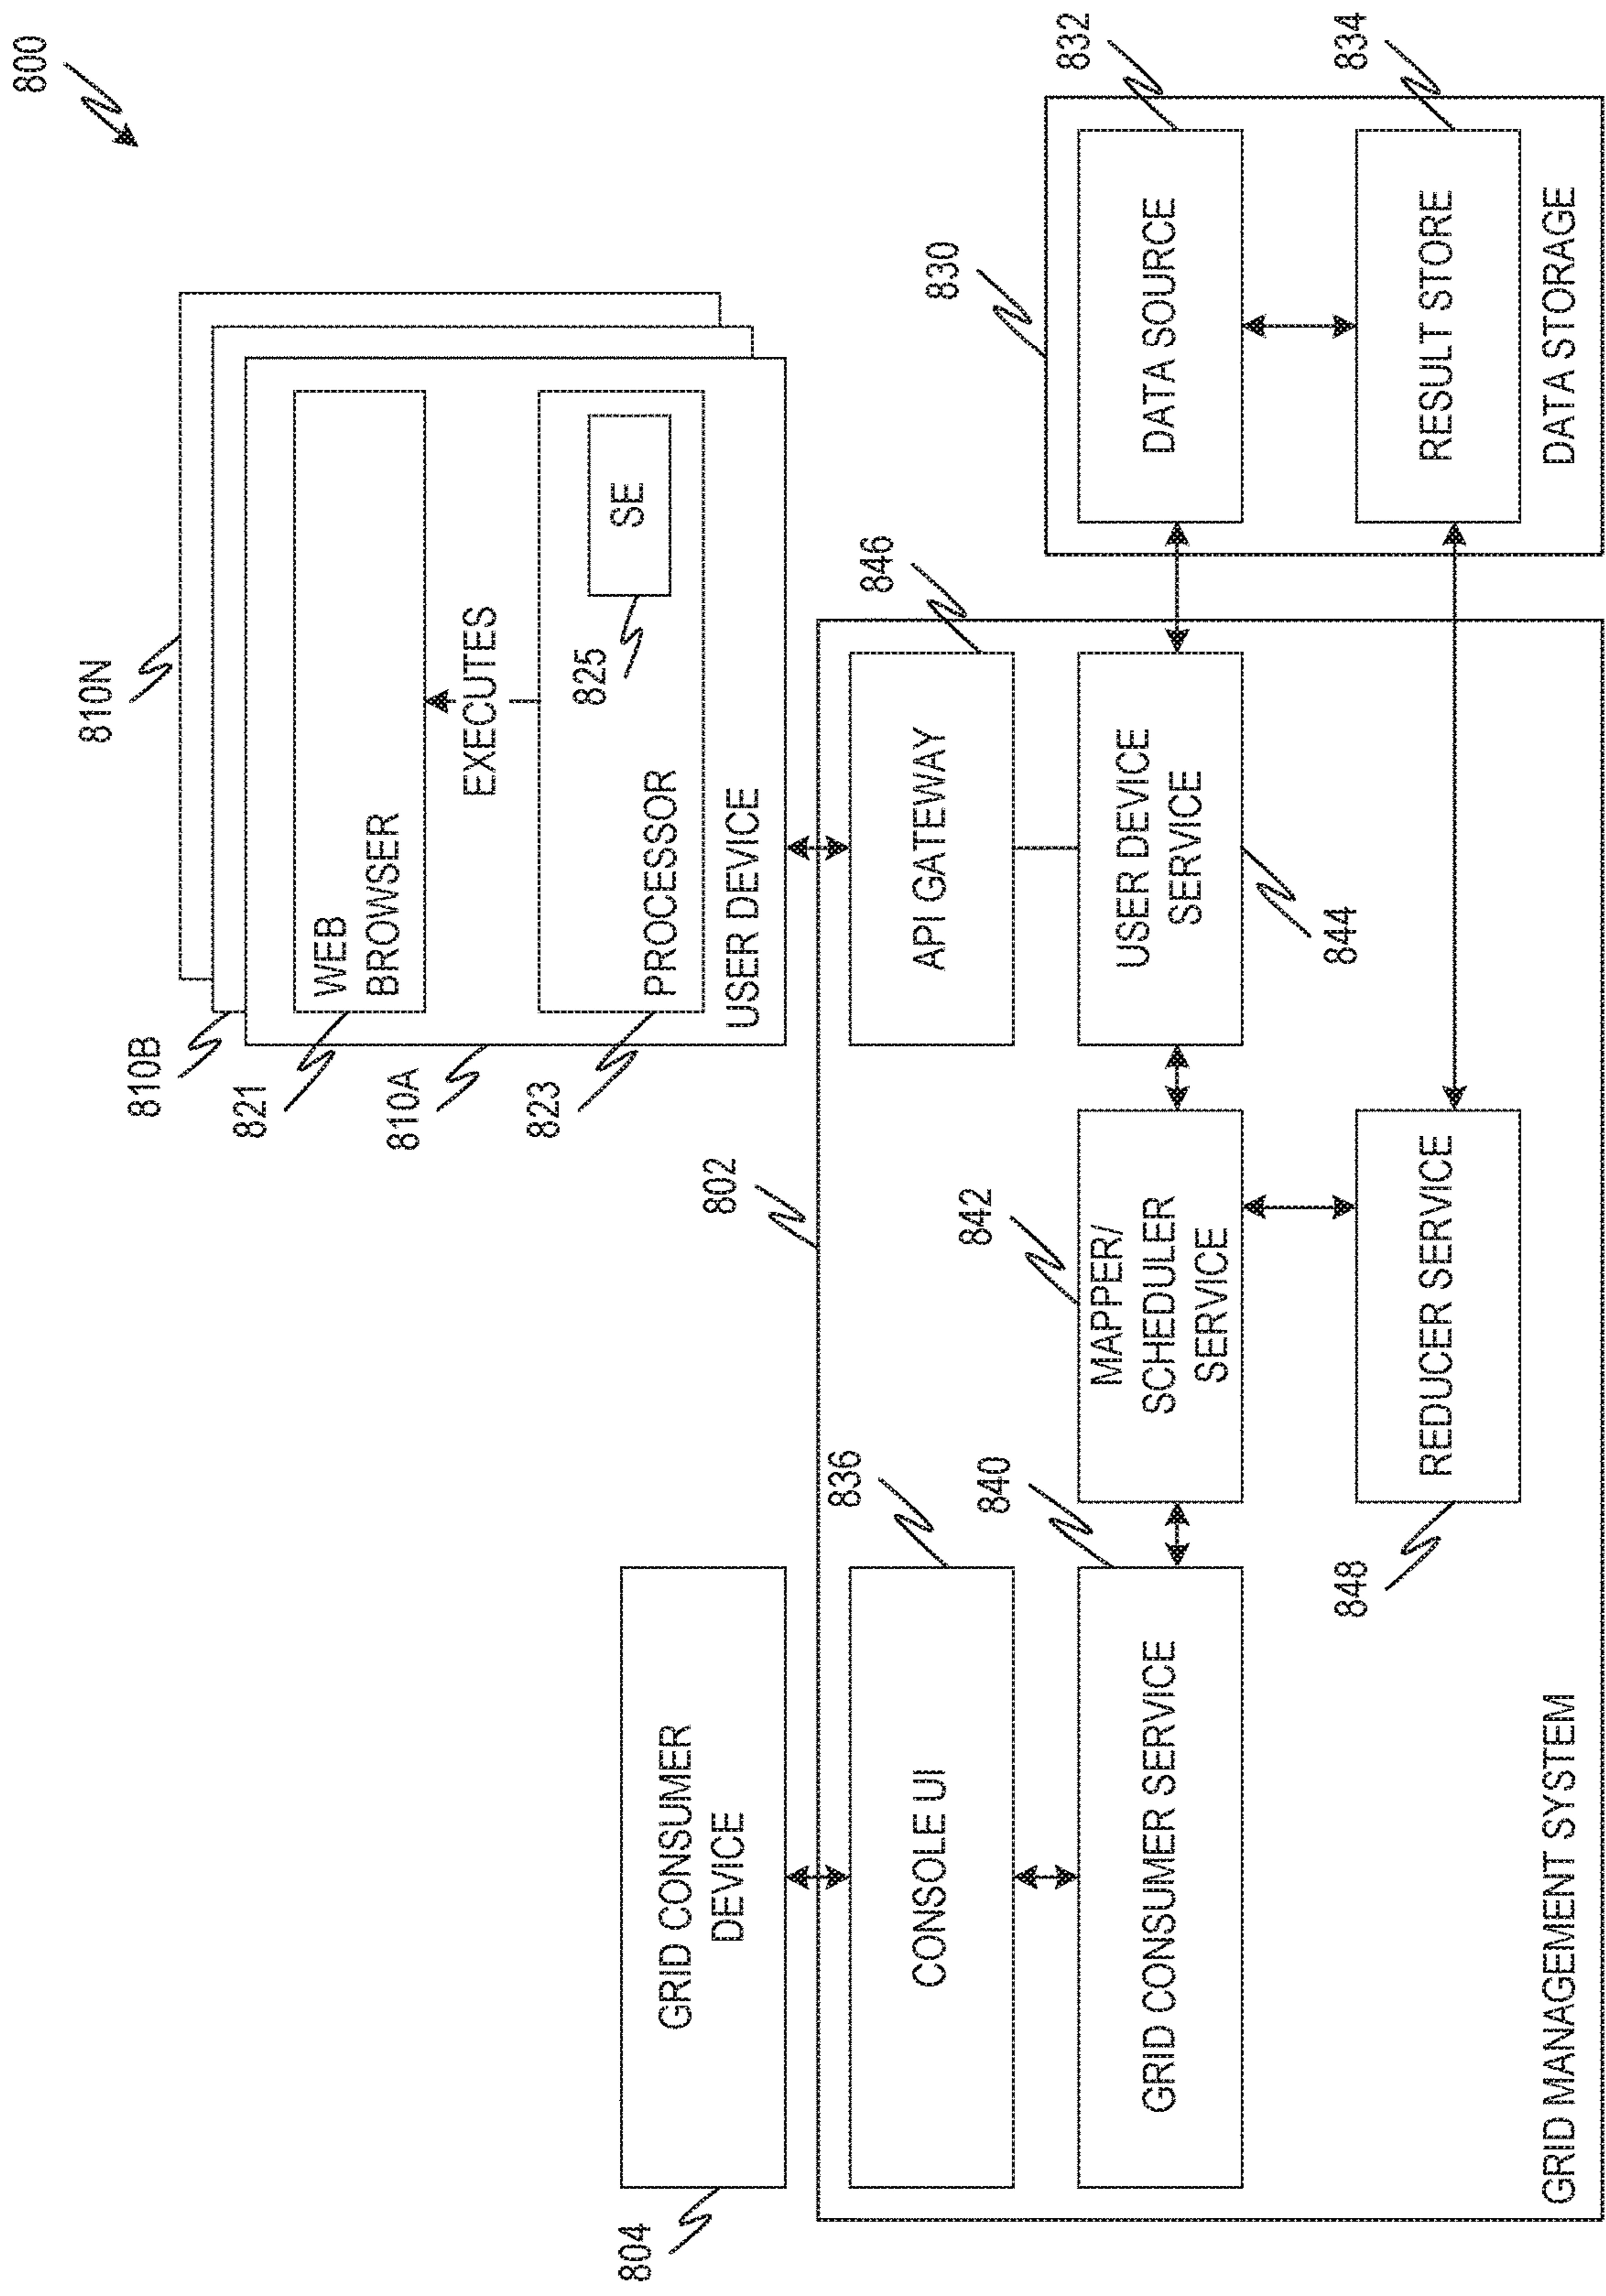 800
810N
810B
821
810A
823
WEB
BROWSER
EXECUTES
825
SE
PROCESSOR
USER DEVICE
804
GRID CONSUMER
DEVICE
802
836
CONSOLE UI
840
GRID CONSUMER SERVICE
842
MAPPER/
SCHEDULER
SERVICE
846
API GATEWAY
USER DEVICE
SERVICE
844
848
REDUCER SERVICE
GRID MANAGEMENT SYSTEM
830
832
DATA SOURCE
834
RESULT STORE
DATA STORAGE